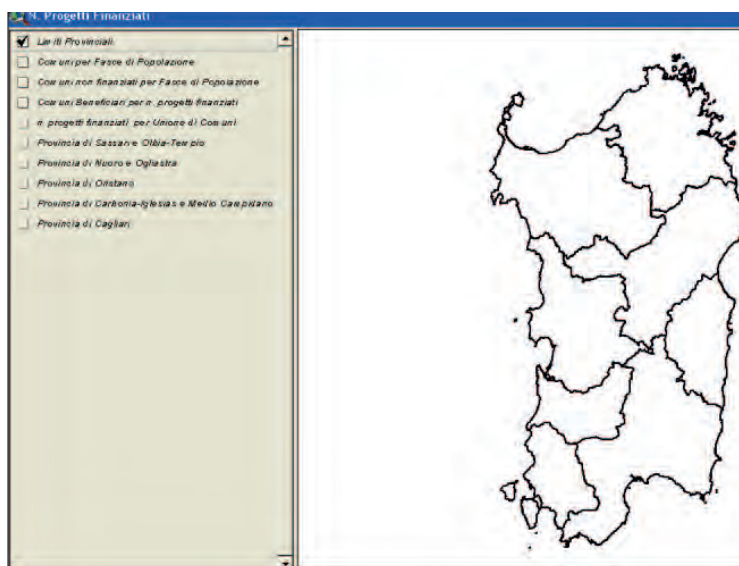 N. Progetti Finanziati
Limiti Provinciali
Comuni per Fasce di Popolazione
Comuni non finanziati per Fasce di Popolazione
Comuni Beneficiari per n. progetti finanziati
n. progetti finanziati per Unione di Comuni
Provincia di Sassari e Olbia-Tempio
Provincia di Nuoro e Ogliastra
Provincia di Oristano
Provincia di Carbonia-Iglesias e Medio Campidano
Provincia di Cagliari